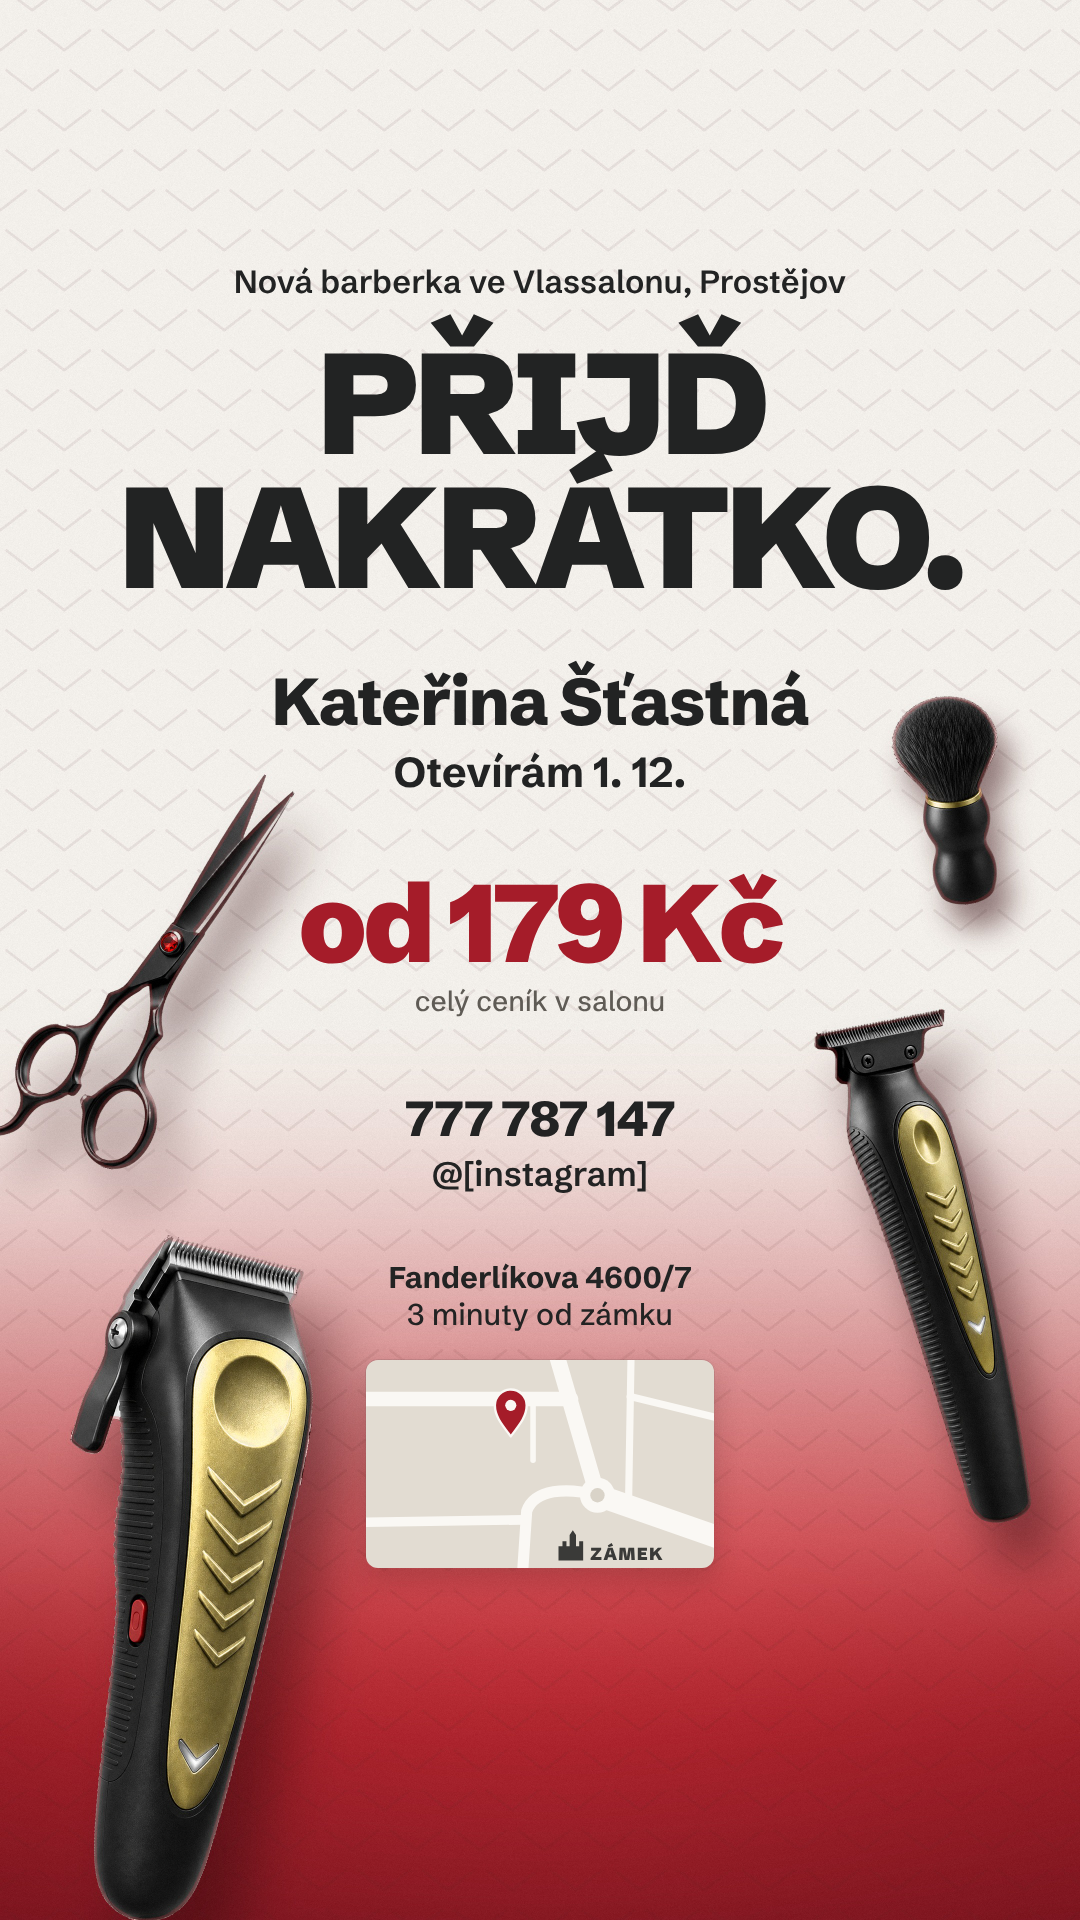 Nová barberka ve Vlassalonu, Prostějov
PŘIJĎ
NAKRÁTKO.
Kateřina Šťastná
Otevírám 1. 12.
od 179 Kč
celý ceník v salonu
777 787 147
@[instagram]
Fanderlíkova 4600/7
3 minuty od zámku
ZÁMEK